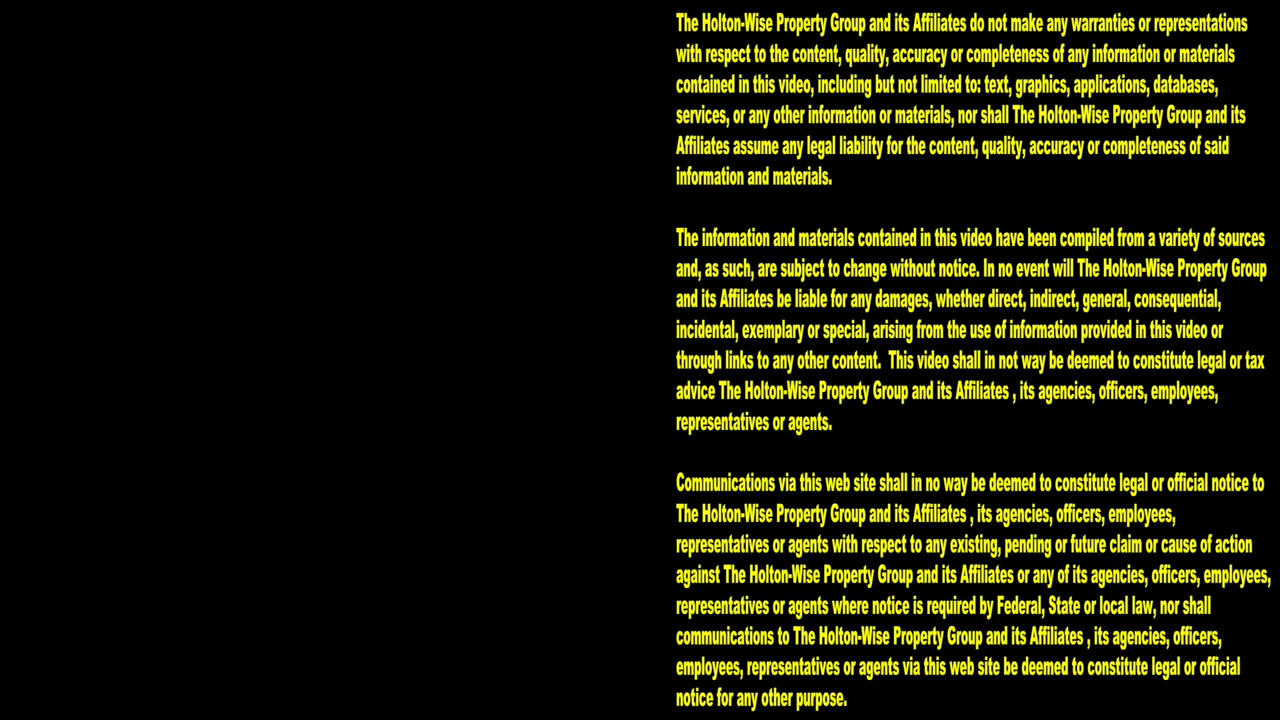 The Holton-Wise Property Group and its Affiliates do not make any warranties or representations
with respect to the content, quality, accuracy or completeness of any information or materials
contained in this video, including but not limited to: text, graphics, applications, databases,
services, or any other information or materials, nor shall The Holton-Wise Property Group and its
Affiliates assume any legal liability for the content, quality, accuracy or completeness of said
information and materials.
The information and materials contained in this video have been compiled from a variety of sources
and, as such, are subject to change without notice. In no event will The Holton-Wise Property Group
and its Affiliates be liable for any damages, whether direct, indirect, general, consequential,
incidental, exemplary or special, arising from the use of information provided in this video or
through links to any other content.  This video shall in not way be deemed to constitute legal or tax
advice The Holton-Wise Property Group and its Affiliates , its agencies, officers, employees,
representatives or agents.
Communications via this web site shall in no way be deemed to constitute legal or official notice to
The Holton-Wise Property Group and its Affiliates , its agencies, officers, employees,
representatives or agents with respect to any existing, pending or future claim or cause of action
against The Holton-Wise Property Group and its Affiliates or any of its agencies, officers, employees,
representatives or agents where notice is required by Federal, State or local law, nor shall
communications to The Holton-Wise Property Group and its Affiliates , its agencies, officers,
employees, representatives or agents via this web site be deemed to constitute legal or official
notice for any other purpose.